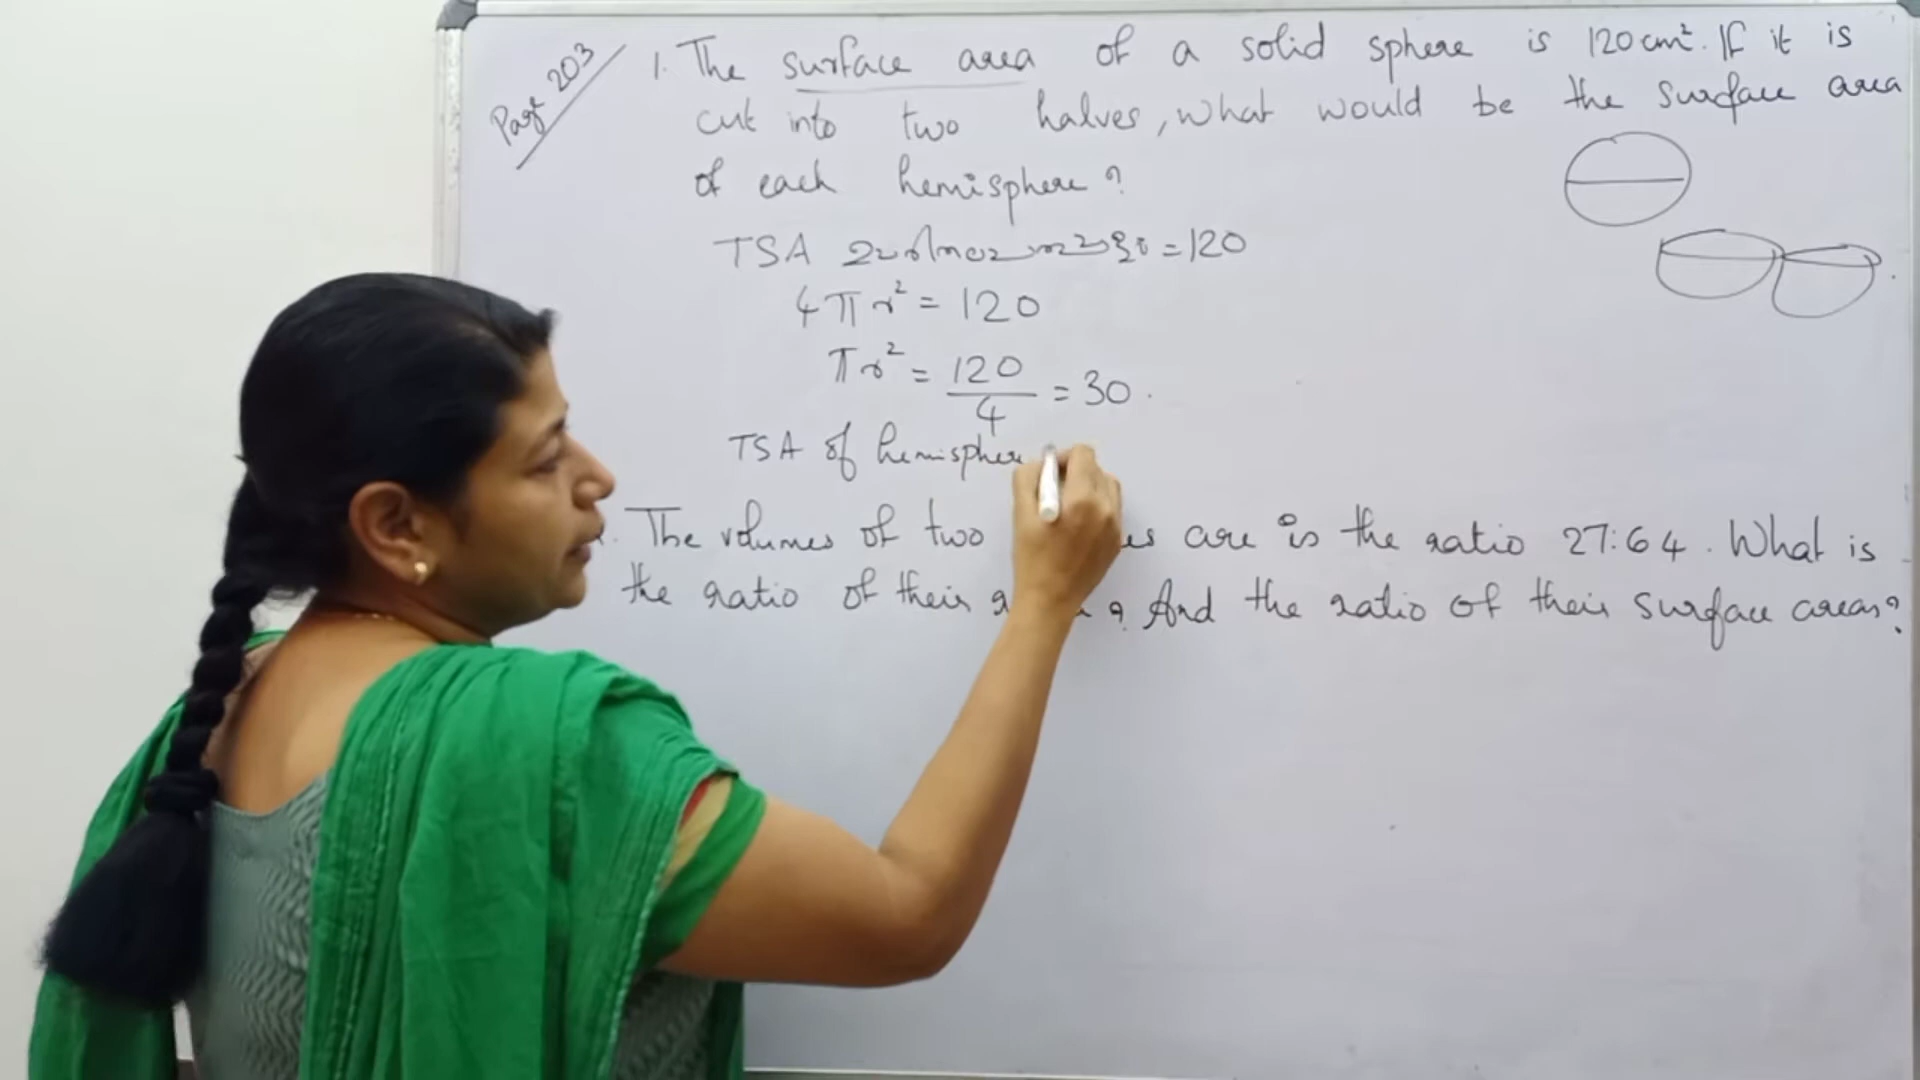 Page 203
1. The surface area of a solid sphere is 120cm². If it is
cut into two halves, what would be the surface area
of each hemisphere?
TSA = 120
4πr² = 120
πr² = 120/4 = 30.
TSA of hemisphere
The volumes of two are is the ratio 27:64. What is
the ratio of their ? And the ratio of their surface areas?